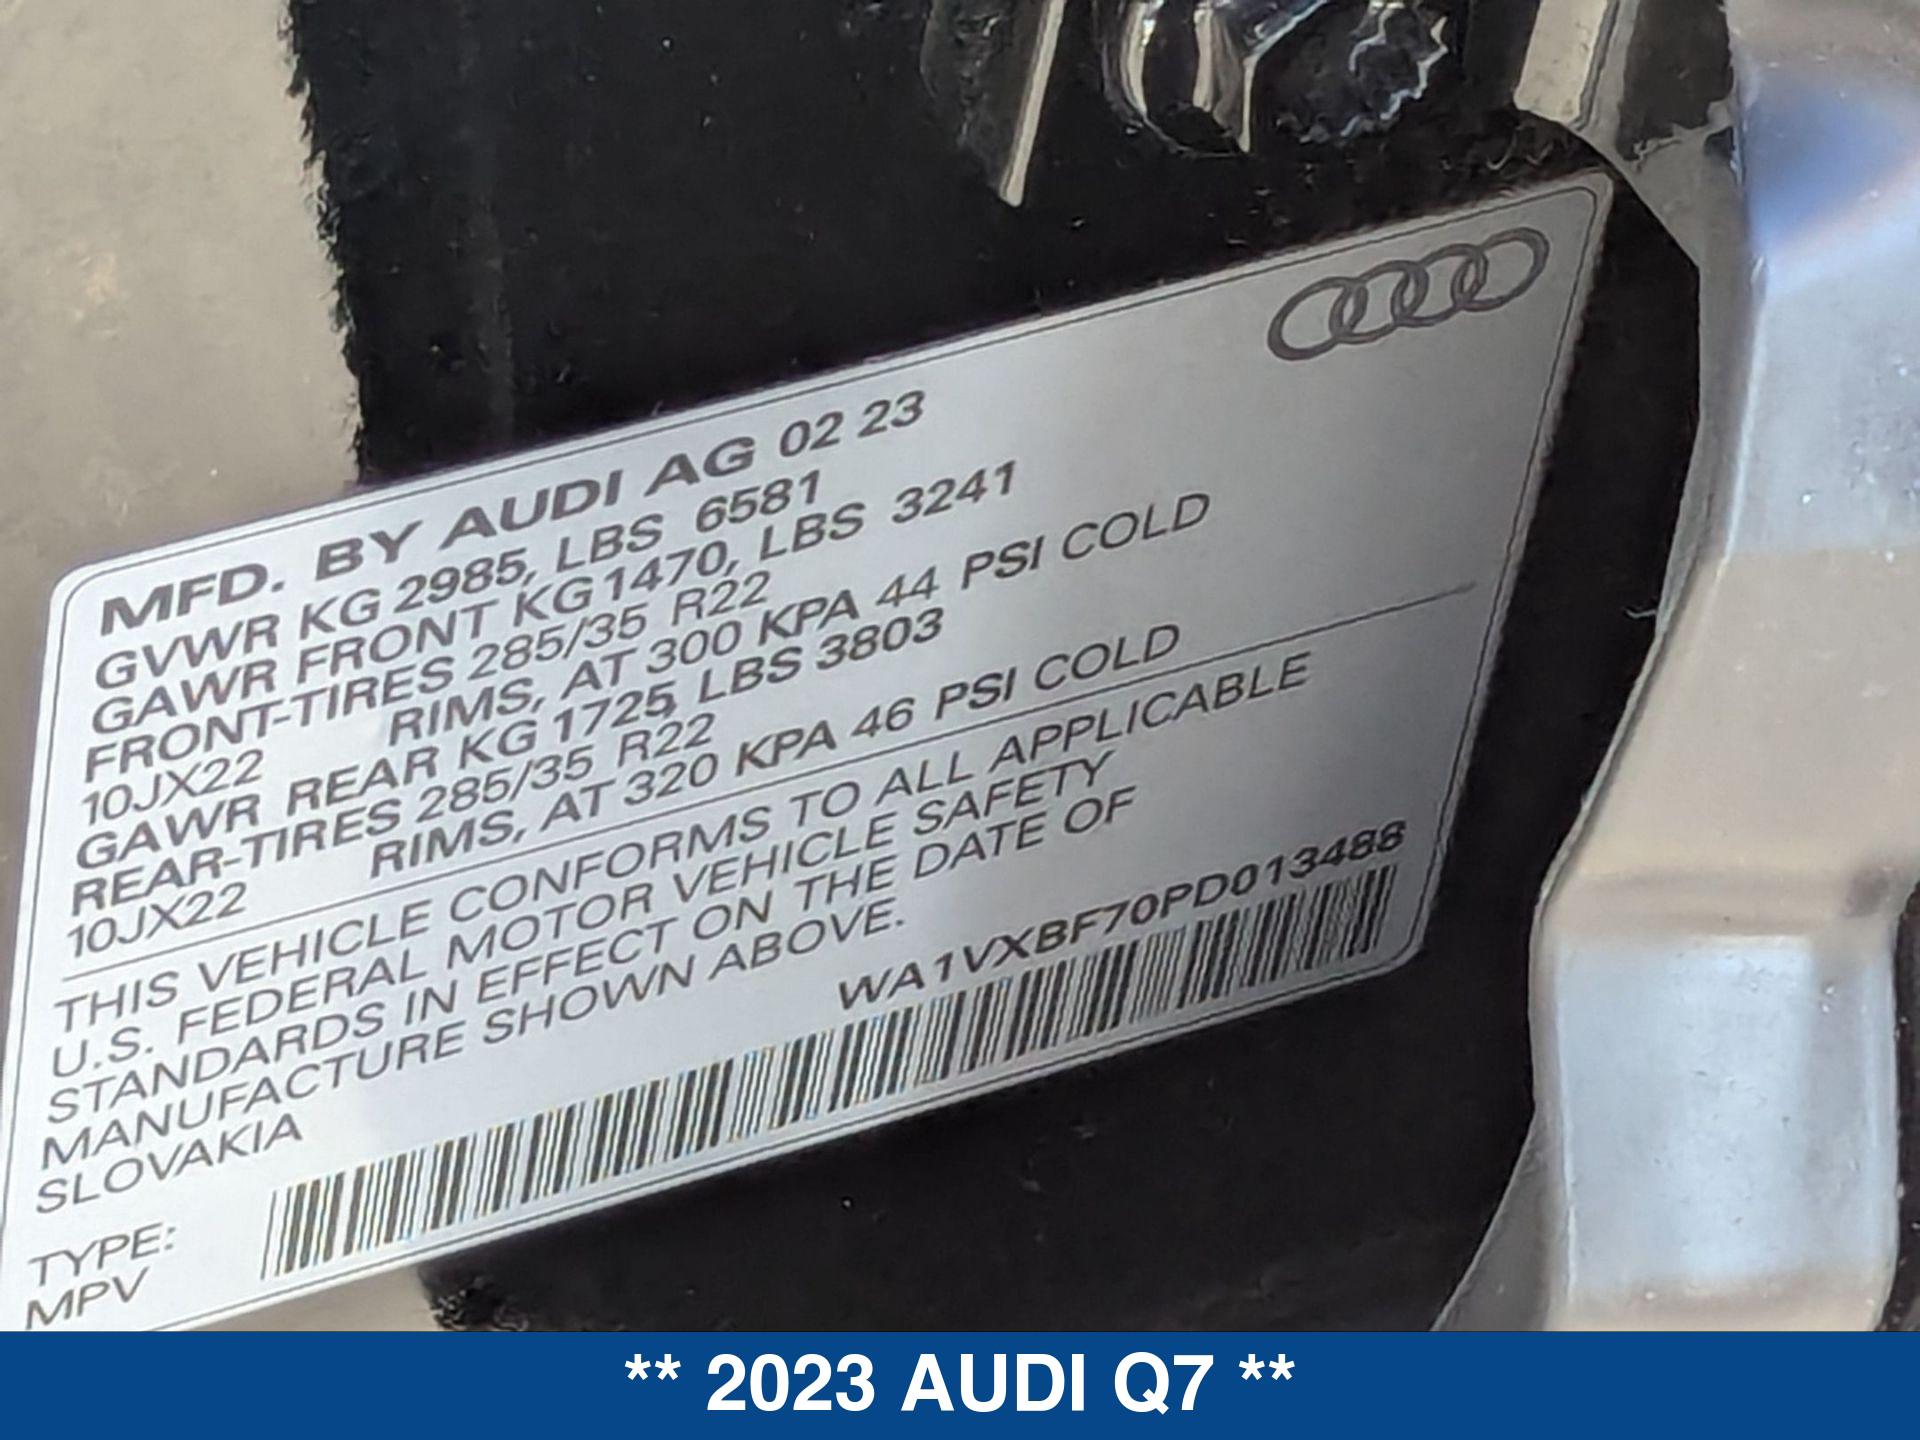 MFD. BY AUDI AG 02 23
GVWR KG 2985, LBS 6581
GAWR FRONT KG 1470, LBS 3241
FRONT-TIRES 285/35 R22
10JX22 RIMS, AT 300 KPA 44 PSI COLD
GAWR REAR KG 1725, LBS 3803
REAR-TIRES 285/35 R22
10JX22 RIMS, AT 320 KPA 46 PSI COLD
THIS VEHICLE CONFORMS TO ALL APPLICABLE
U.S. FEDERAL MOTOR VEHICLE SAFETY
STANDARDS IN EFFECT ON THE DATE OF
MANUFACTURE SHOWN ABOVE.
SLOVAKIA
WA1VXBF70PD013488
TYPE:
MPV
** 2023 AUDI Q7 **